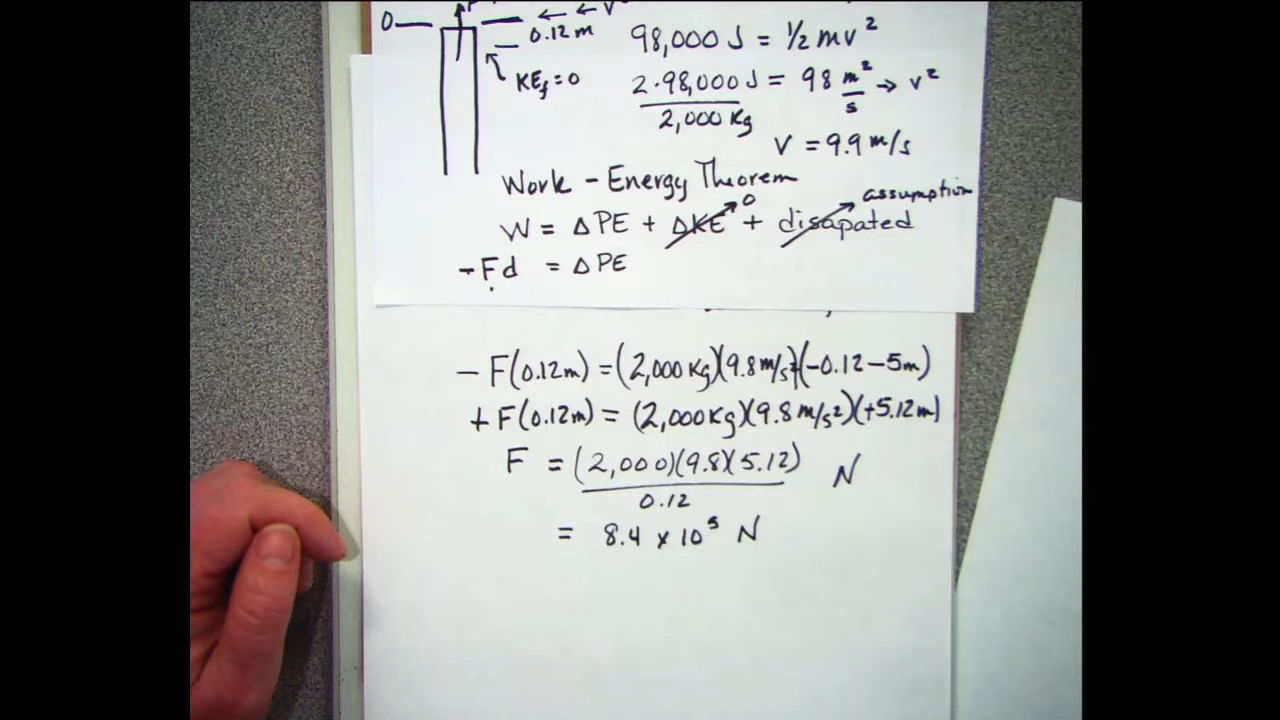 0
0.12 m
V
KEf = 0
98,000 J = 1/2 mv²
2·98,000 J / 2,000 Kg = 98 m²/s → v²
V = 9.9 m/s
Work - Energy Theorem
0
assumption
W = Δ PE + ΔKE + disapated
-Fd = Δ PE
- F(0.12m) = (2,000 Kg)(9.8 m/s²)(-0.12 - 5m)
+ F(0.12m) = (2,000 Kg)(9.8 m/s²)(+5.12m)
F = (2,000)(9.8)(5.12) / 0.12 N
= 8.4 x 10⁵ N